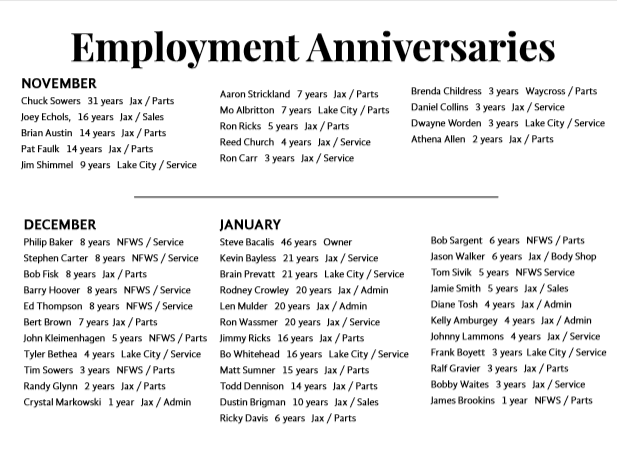 Employment Anniversaries
NOVEMBER
Chuck Sowers 31 years Jax / Parts
Joey Echols, 16 years Jax / Sales
Brian Austin 14 years Jax / Parts
Pat Faulk 14 years Jax / Parts
Jim Shimmel 9 years Lake City / Service
Aaron Strickland 7 years Jax / Parts
Mo Albritton 7 years Lake City / Parts
Ron Ricks 5 years Jax / Parts
Reed Church 4 years Jax / Service
Ron Carr 3 years Jax / Service
Brenda Childress 3 years Waycross / Parts
Daniel Collins 3 years Jax / Service
Dwayne Worden 3 years Lake City / Service
Athena Allen 2 years Jax / Parts
DECEMBER
Philip Baker 8 years NFWS / Service
Stephen Carter 8 years NFWS / Service
Bob Fisk 8 years Jax / Parts
Barry Hoover 8 years NFWS / Service
Ed Thompson 8 years NFWS / Service
Bert Brown 7 years Jax / Parts
John Kleimenhagen 5 years NFWS / Parts
Tyler Bethea 4 years Lake City / Service
Tim Sowers 3 years NFWS / Parts
Randy Glynn 2 years Jax / Parts
Crystal Markowski 1 year Jax / Admin
JANUARY
Steve Bacalis 46 years Owner
Kevin Bayless 21 years Jax / Service
Brain Prevatt 21 years Lake City / Service
Rodney Crowley 20 years Jax / Admin
Len Mulder 20 years Jax / Admin
Ron Wassmer 20 years Jax / Service
Jimmy Ricks 16 years Jax / Parts
Bo Whitehead 16 years Lake City / Service
Matt Sumner 15 years Jax / Parts
Todd Dennison 14 years Jax / Parts
Dustin Brigman 10 years Jax / Sales
Ricky Davis 6 years Jax / Parts
Bob Sargent 6 years NFWS / Parts
Jason Walker 6 years Jax / Body Shop
Tom Sivik 5 years NFWS Service
Jamie Smith 5 years Jax / Sales
Diane Tosh 4 years Jax / Admin
Kelly Amburgey 4 years Jax / Admin
Johnny Lammons 4 years Jax / Service
Frank Boyett 3 years Lake City / Service
Ralf Gravier 3 years Jax / Parts
Bobby Waites 3 years Jax / Service
James Brookins 1 year NFWS / Parts